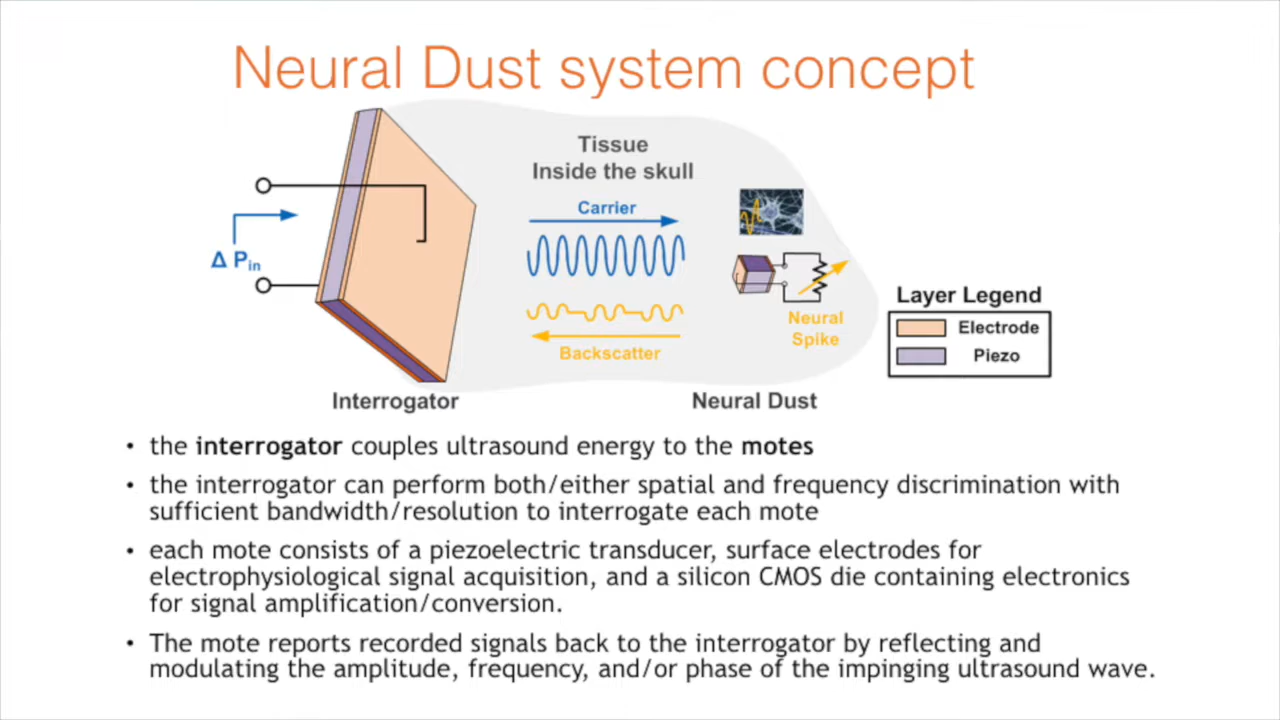 Neural Dust system concept
Tissue
Inside the skull
Carrier
Δ Pin
Backscatter
Neural
Spike
Layer Legend
Electrode
Piezo
Interrogator
Neural Dust
• the interrogator couples ultrasound energy to the motes
• the interrogator can perform both/either spatial and frequency discrimination with
sufficient bandwidth/resolution to interrogate each mote
• each mote consists of a piezoelectric transducer, surface electrodes for
electrophysiological signal acquisition, and a silicon CMOS die containing electronics
for signal amplification/conversion.
• The mote reports recorded signals back to the interrogator by reflecting and
modulating the amplitude, frequency, and/or phase of the impinging ultrasound wave.